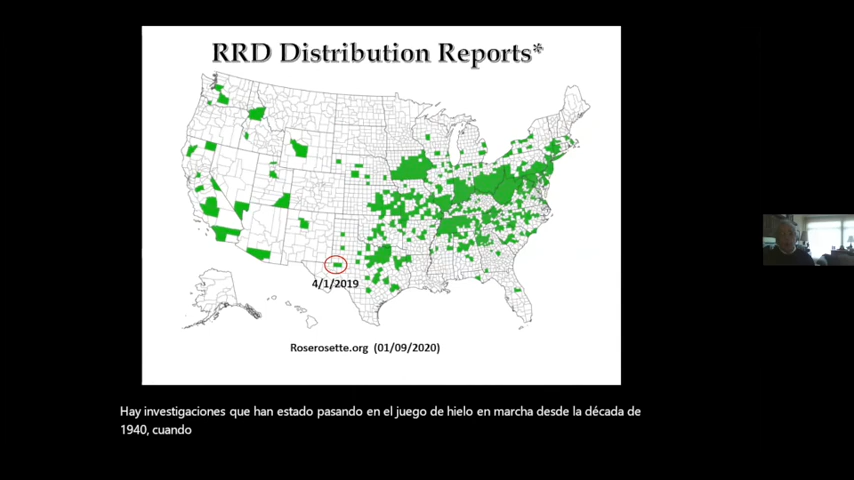 RRD Distribution Reports*
4/1/2019
Roserosette.org (01/09/2020)
Hay investigaciones que han estado pasando en el juego de hielo en marcha desde la década de
1940, cuando